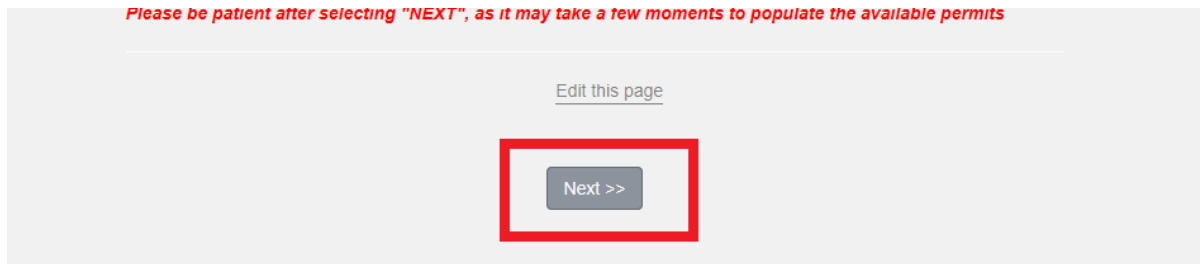 Please be patient after selecting "NEXT", as it may take a few moments to populate the available permits
Edit this page
Next >>